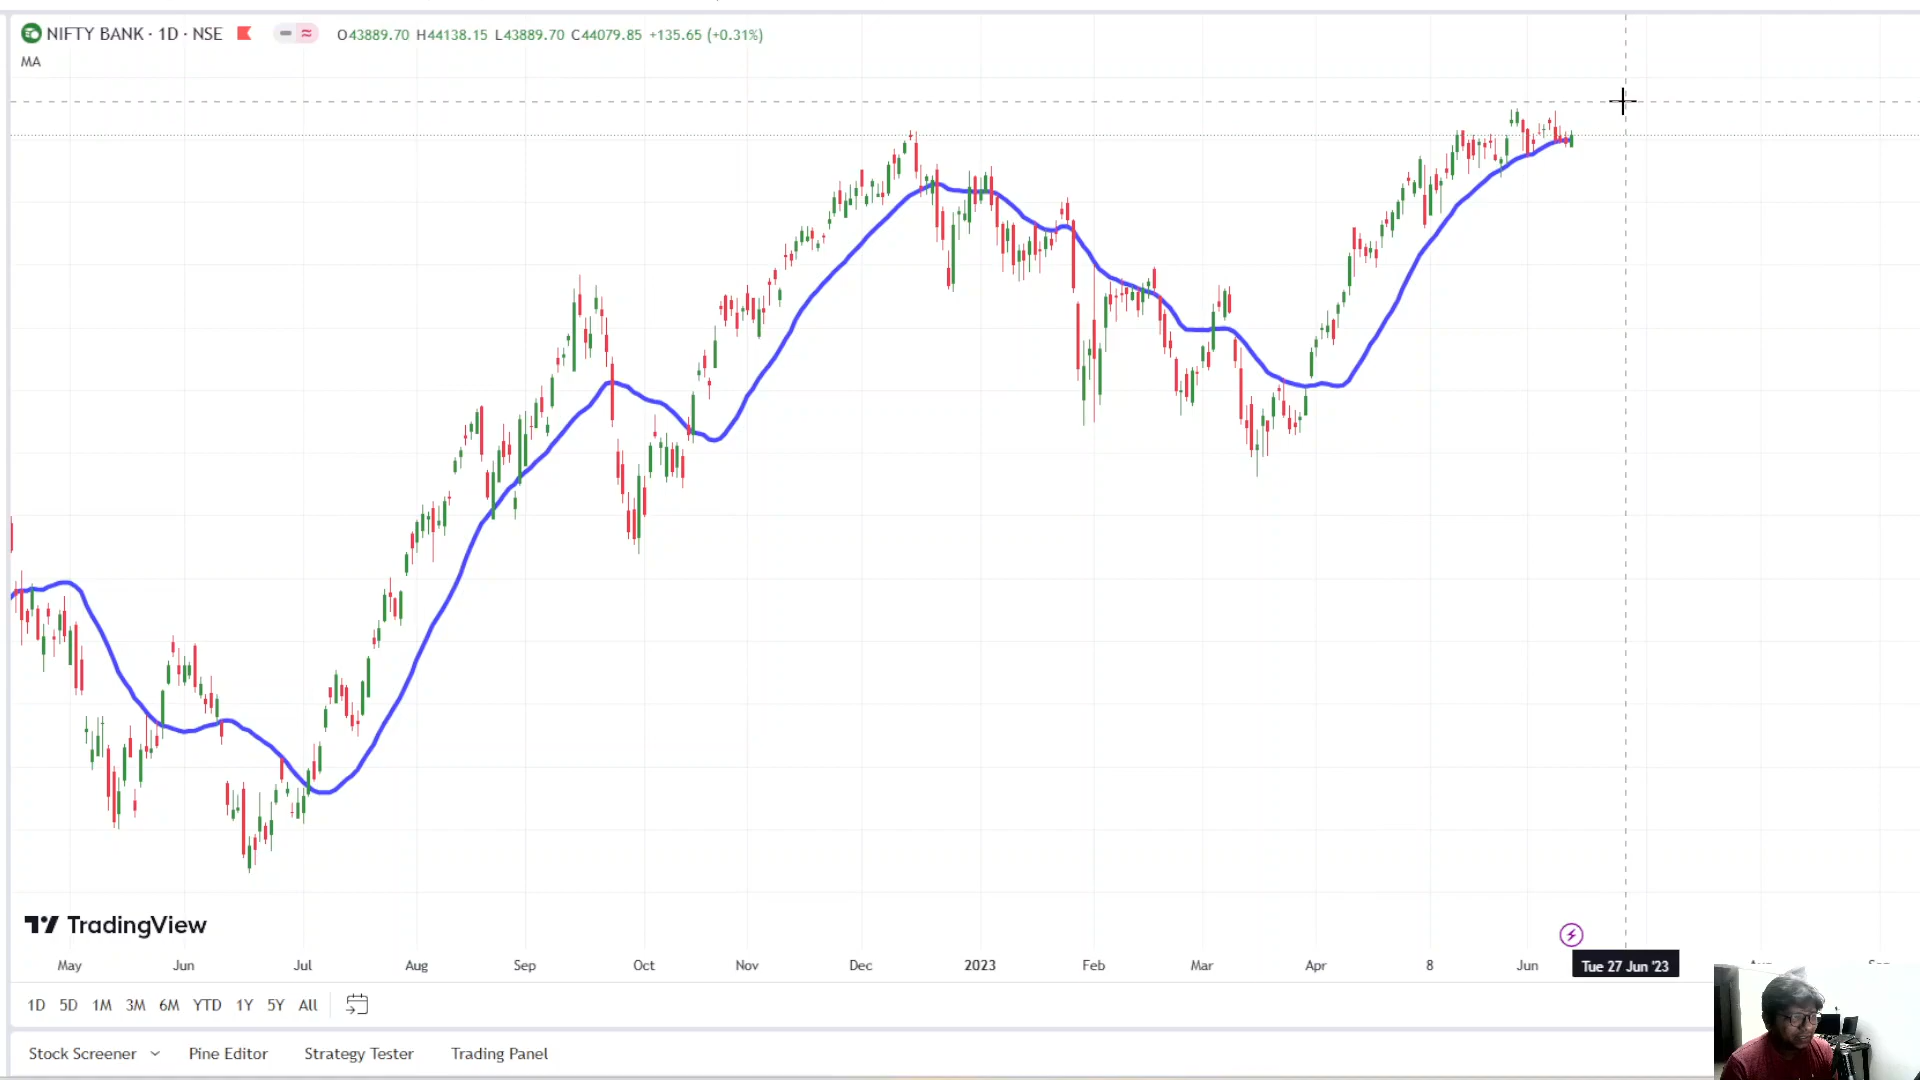 NIFTY BANK · 1D · NSE O43889.70 H44138.15 L43889.70 C44079.85 +135.65 (+0.31%)
MA
TradingView
May Jun Jul Aug Sep Oct Nov Dec 2023 Feb Mar Apr 8 Jun Tue 27 Jun '23
1D 5D 1M 3M 6M YTD 1Y 5Y All
Stock Screener Pine Editor Strategy Tester Trading Panel